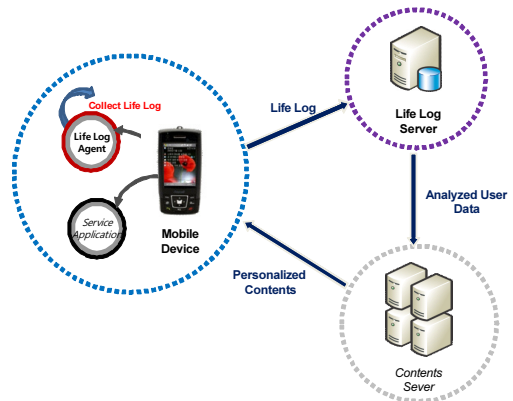 Collect Life Log
Life Log
Agent
Service
Application
Mobile
Device
Life Log
Life Log
Server
Analyzed User
Data
Personalized
Contents
Contents
Sever